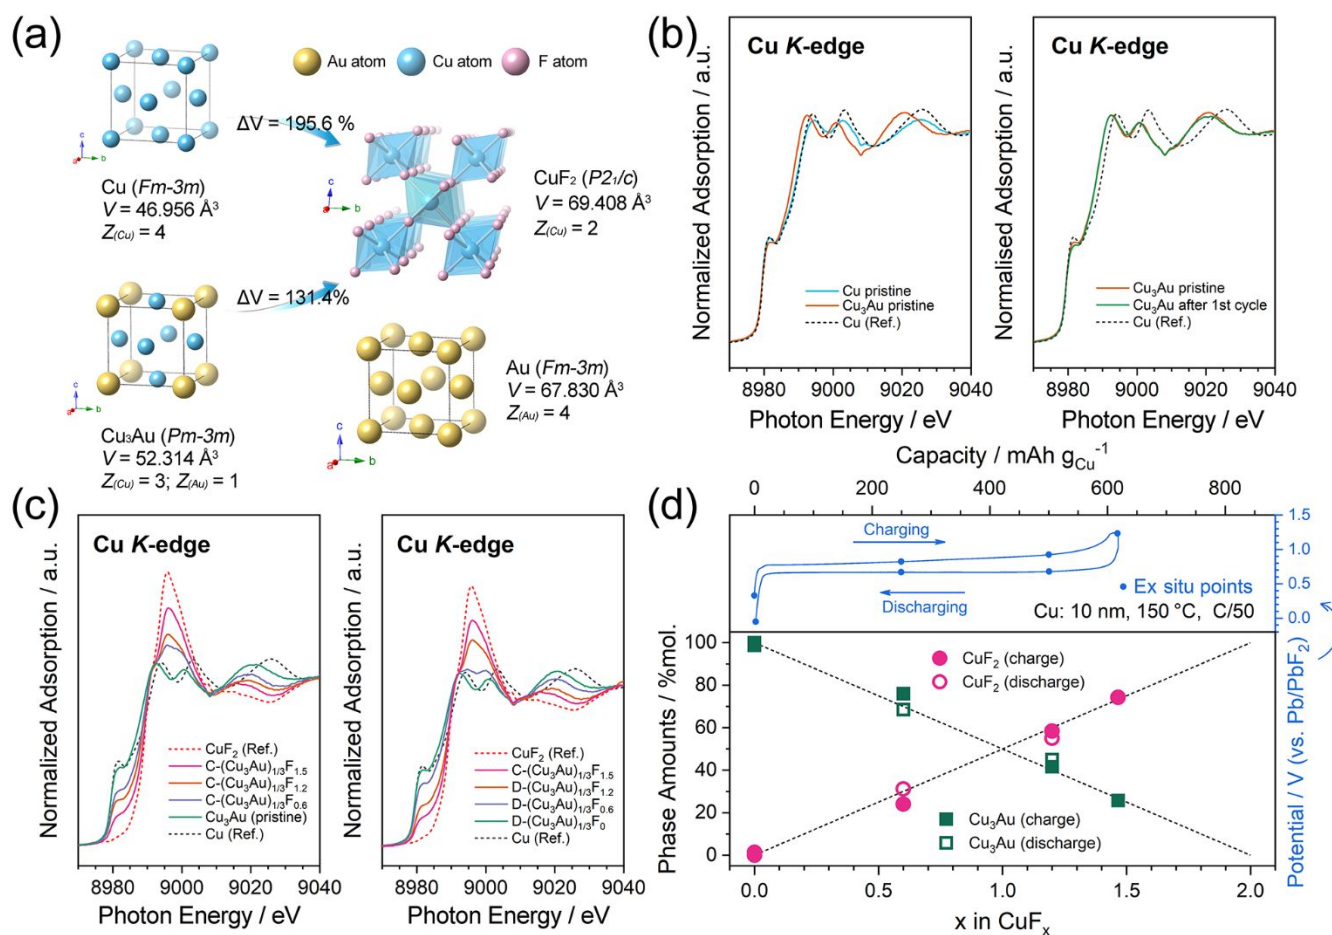 (a)
Au atom Cu atom F atom
c
a b
ΔV = 195.6 %
Cu (Fm-3m)
V = 46.956 Å³
Z(Cu) = 4
c
a b
CuF₂ (P2₁/c)
V = 69.408 Å³
Z(Cu) = 2
ΔV = 131.4%
c
a b
Cu₃Au (Pm-3m)
V = 52.314 Å³
Z(Cu) = 3; Z(Au) = 1
c
a b
Au (Fm-3m)
V = 67.830 Å³
Z(Au) = 4
(b)
Cu K-edge
Normalized Adsorption / a.u.
Cu pristine
Cu₃Au pristine
Cu (Ref.)
8980 9000 9020 9040
Photon Energy / eV
Cu K-edge
Normalised Adsorption / a.u.
Cu₃Au pristine
Cu₃Au after 1st cycle
Cu (Ref.)
8980 9000 9020 9040
Photon Energy / eV
(c)
Cu K-edge
Normalized Adsorption / a.u.
CuF₂ (Ref.)
C-(Cu₃Au)1/3F1.5
C-(Cu₃Au)1/3F1.2
C-(Cu₃Au)1/3F0.6
Cu₃Au (pristine)
Cu (Ref.)
8980 9000 9020 9040
Photon Energy / eV
Cu K-edge
Normalized Adsorption / a.u.
CuF₂ (Ref.)
C-(Cu₃Au)1/3F1.5
D-(Cu₃Au)1/3F1.2
D-(Cu₃Au)1/3F0.6
D-(Cu₃Au)1/3F0
Cu (Ref.)
8980 9000 9020 9040
Photon Energy / eV
(d)
Capacity / mAh gCu⁻¹
0 200 400 600 800
Charging
Discharging
Ex situ points
Cu: 10 nm, 150 °C, C/50
1.5
1.0
0.5
0.0
Potential / V (vs. Pb/PbF₂)
Phase Amounts / %mol.
100
80
60
40
20
0
CuF₂ (charge)
CuF₂ (discharge)
Cu₃Au (charge)
Cu₃Au (discharge)
0.0 0.5 1.0 1.5 2.0
x in CuFₓ